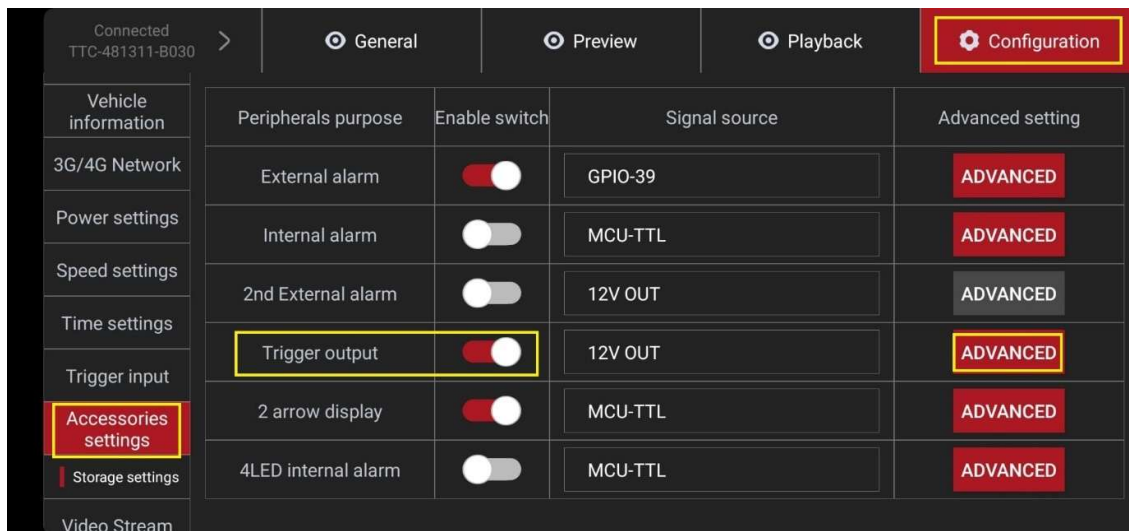 Connected
TTC-481311-B030
General
Preview
Playback
Configuration
Vehicle
information
3G/4G Network
Power settings
Speed settings
Time settings
Trigger input
Accessories
settings
Storage settings
Video Stream
Peripherals purpose Enable switch Signal source Advanced setting
External alarm GPIO-39 ADVANCED
Internal alarm MCU-TTL ADVANCED
2nd External alarm 12V OUT ADVANCED
Trigger output 12V OUT ADVANCED
2 arrow display MCU-TTL ADVANCED
4LED internal alarm MCU-TTL ADVANCED